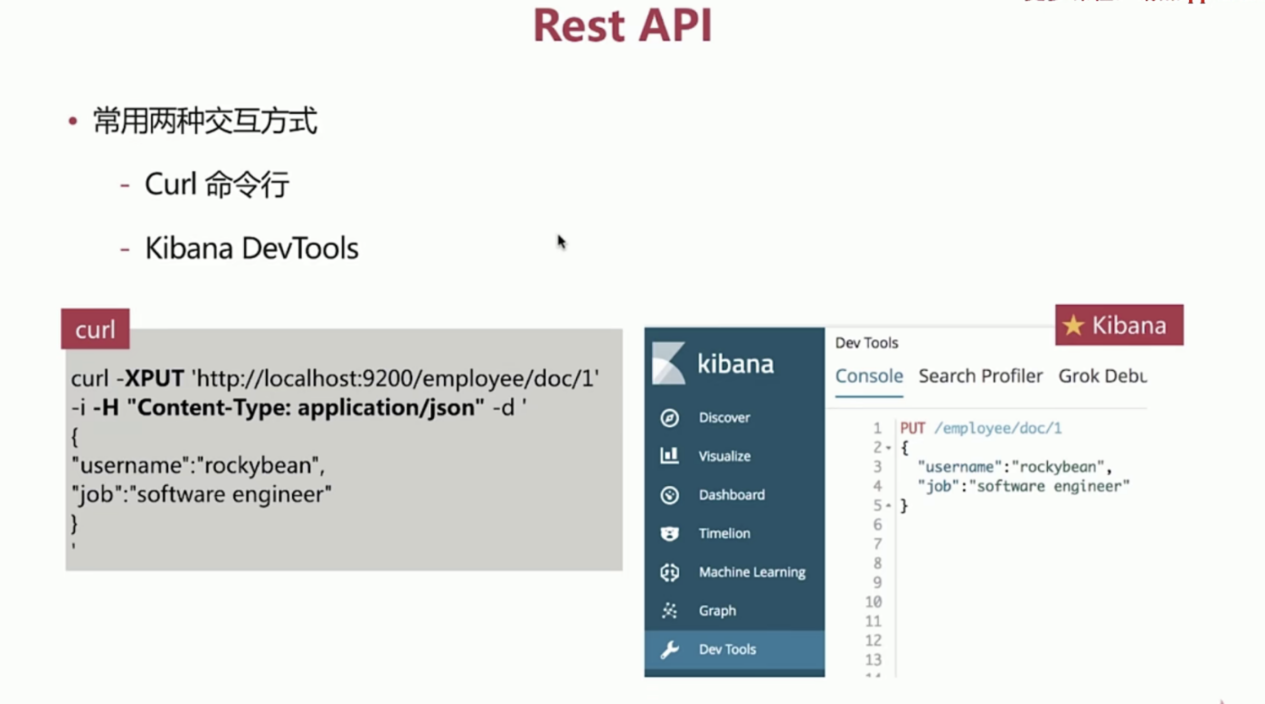 Rest API
• 常用两种交互方式
- Curl 命令行
- Kibana DevTools
curl
curl -XPUT 'http://localhost:9200/employee/doc/1'
-i -H "Content-Type: application/json" -d '
{
"username":"rockybean",
"job":"software engineer"
}
'
★ Kibana
kibana
Discover
Visualize
Dashboard
Timelion
Machine Learning
Graph
Dev Tools
Dev Tools
Console Search Profiler Grok Debu
1 PUT /employee/doc/1
2 {
3 "username":"rockybean",
4 "job":"software engineer"
5 }
6
7
8
9
10
11
12
13